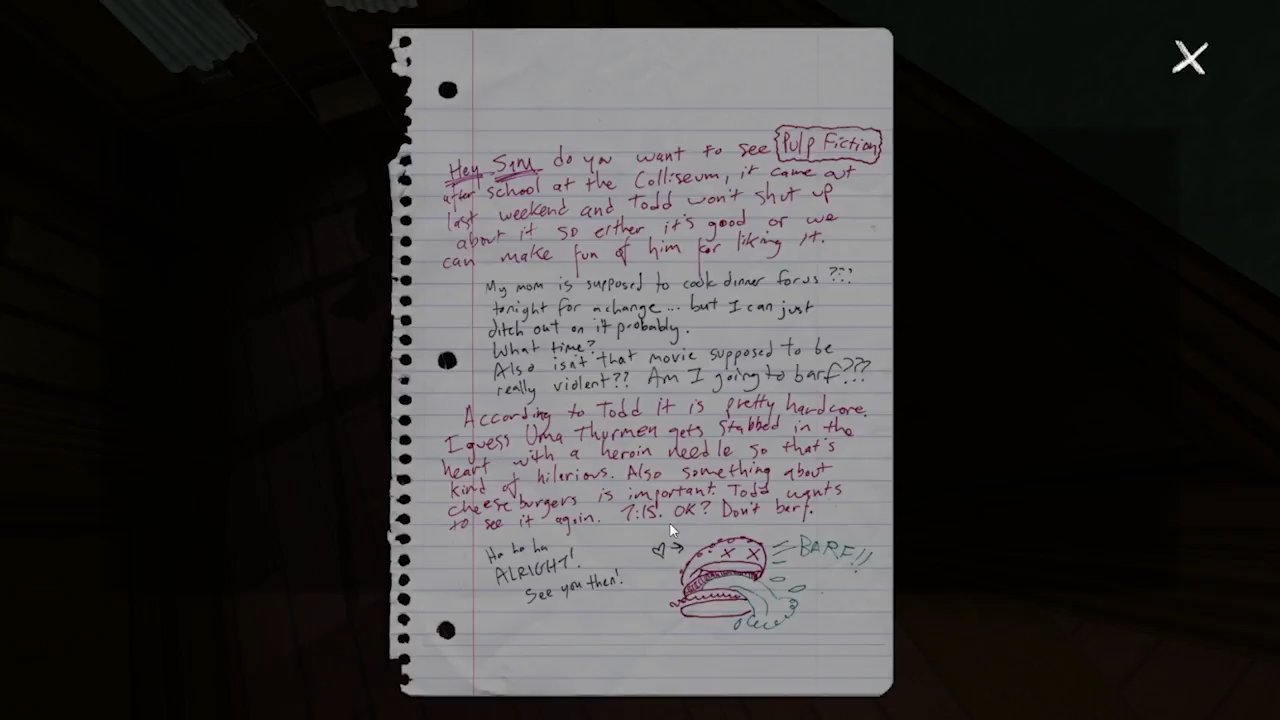 Hey Sam do you want to see Pulp Fiction
after school at the Colliseum, it came out
last weekend and Todd won't shut up
about it so either it's good or we
can make fun of him for liking it.
My mom is supposed to cook dinner for us ???
tonight for a change... but I can just
ditch out on it probably.
What time?
Also isn't that movie supposed to be
really violent?? Am I going to barf???
According to Todd it is pretty hardcore.
I guess Uma Thurmen gets stabbed in the
heart with a heroin needle so that's
kind of hilarious. Also something about
cheeseburgers is important. Todd wants
to see it again. 7:15. OK? Don't barf.
Ha ha ha
ALRIGHT!
See you then!
BARF!!